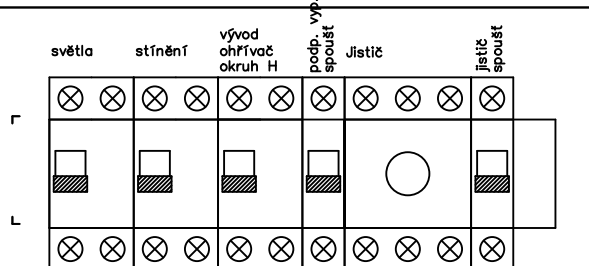 světla
stínění
vývod
ohřívač
okruh H
podp. vyp.
spoušť
Jistič
jistič
spoušť